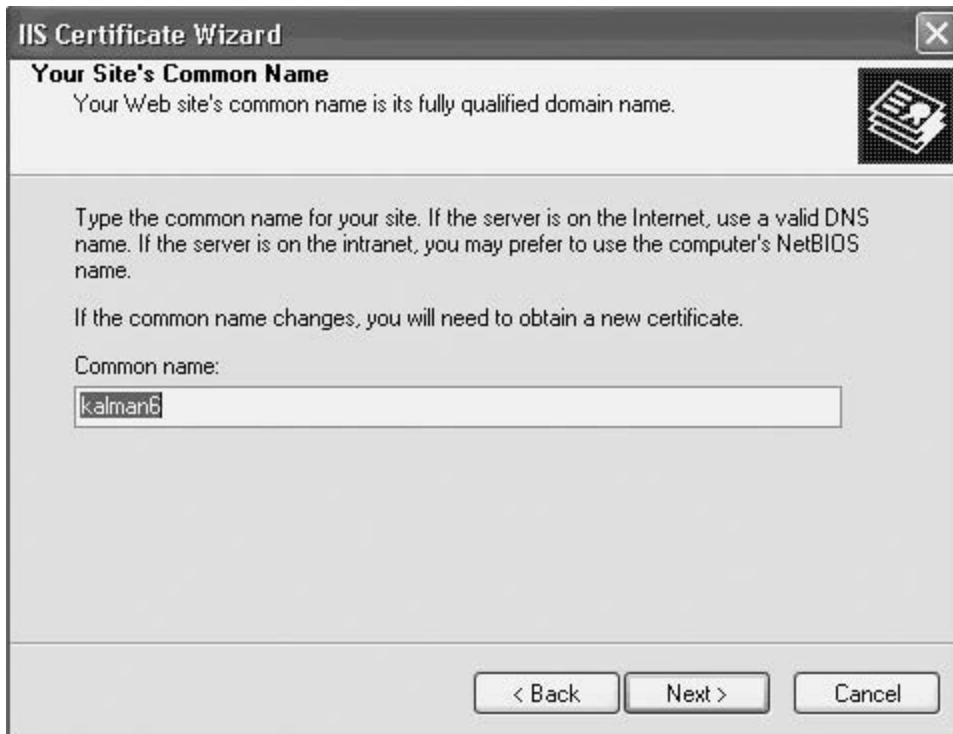 IIS Certificate Wizard
Your Site's Common Name
Your Web site's common name is its fully qualified domain name.
Type the common name for your site. If the server is on the Internet, use a valid DNS
name. If the server is on the intranet, you may prefer to use the computer's NetBIOS
name.
If the common name changes, you will need to obtain a new certificate.
Common name:
kalman6
< Back Next > Cancel